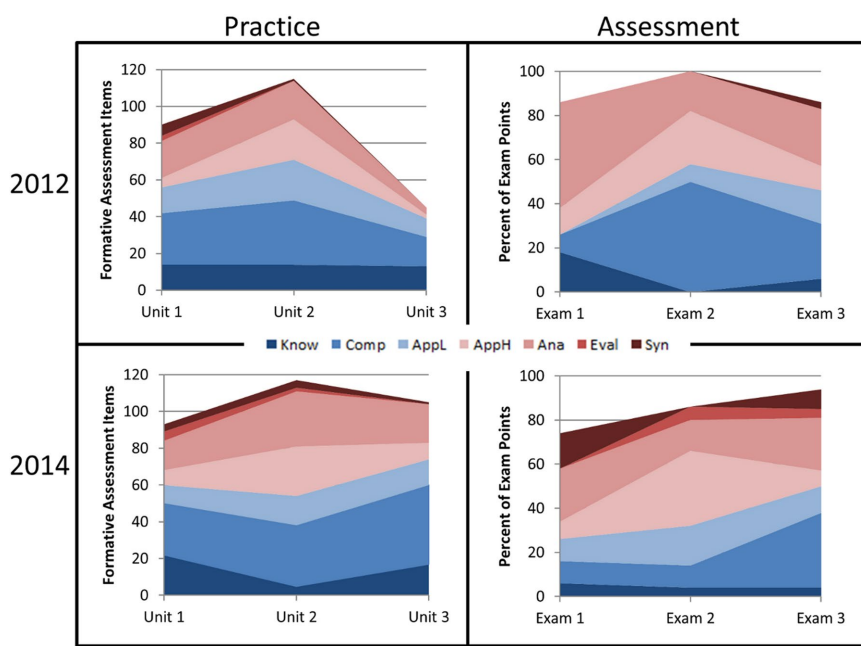 Practice
Assessment
2012
Formative Assessment Items
120
100
80
60
40
20
0
Unit 1 Unit 2 Unit 3
Percent of Exam Points
100
80
60
40
20
0
Exam 1 Exam 2 Exam 3
Know Comp AppL AppH Ana Eval Syn
2014
Formative Assessment Items
120
100
80
60
40
20
0
Unit 1 Unit 2 Unit 3
Percent of Exam Points
100
80
60
40
20
0
Exam 1 Exam 2 Exam 3